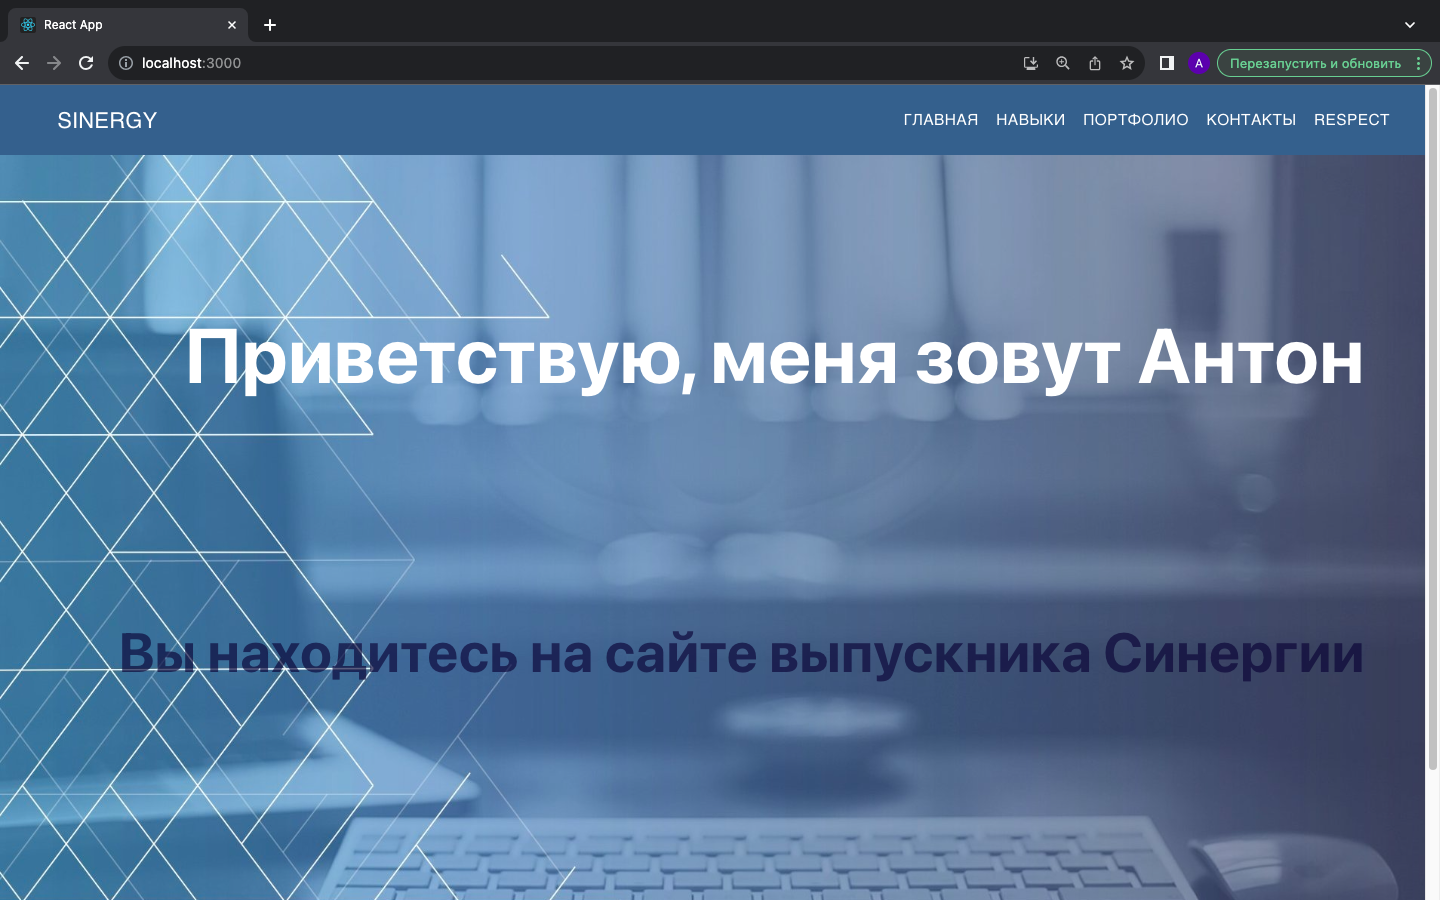 React App
localhost:3000
A
Перезапустить и обновить
SINERGY
ГЛАВНАЯ НАВЫКИ ПОРТФОЛИО КОНТАКТЫ RESPECT
Приветствую, меня зовут Антон
Вы находитесь на сайте выпускника Синергии